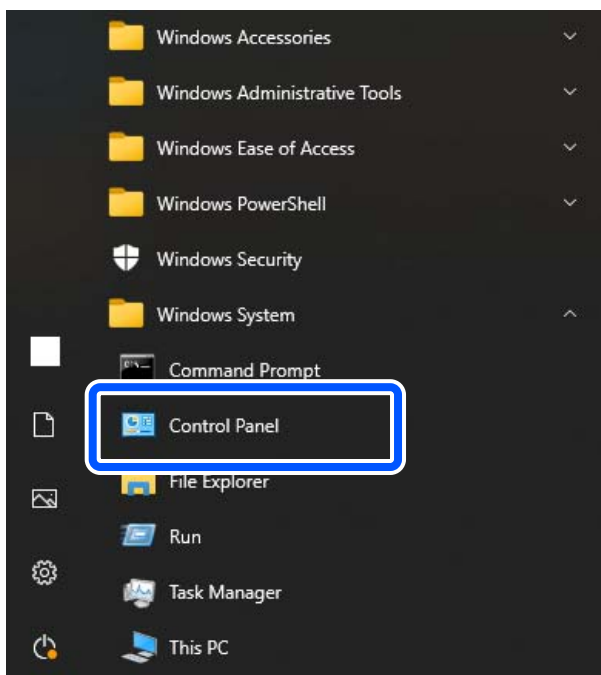 Windows Accessories
Windows Administrative Tools
Windows Ease of Access
Windows PowerShell
Windows Security
Windows System
Command Prompt
Control Panel
File Explorer
Run
Task Manager
This PC